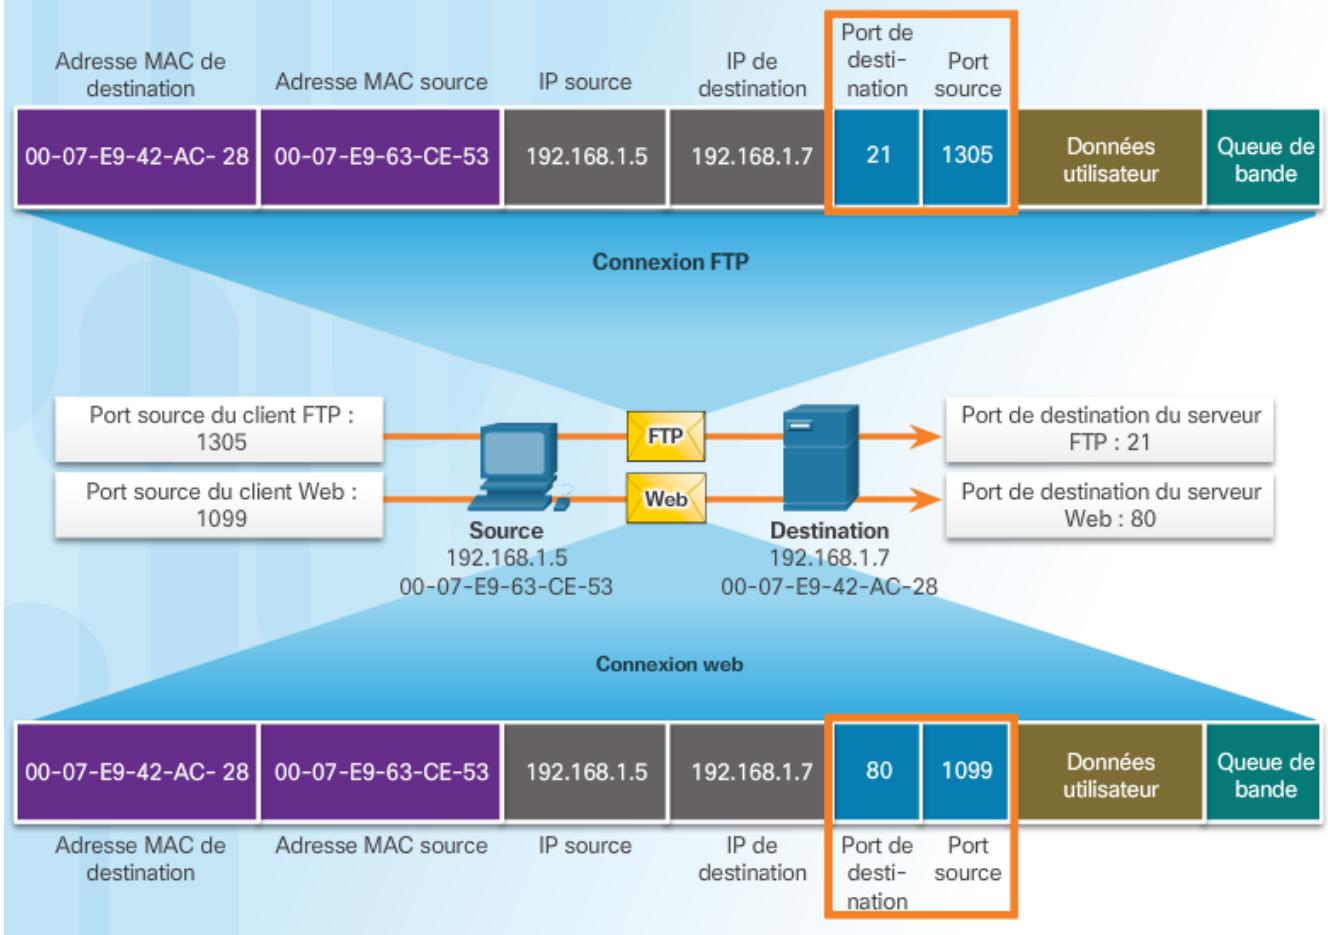 Adresse MAC de
destination
Adresse MAC source
IP source
IP de
destination
Port de
desti-
nation
Port
source
00-07-E9-42-AC- 28
00-07-E9-63-CE-53
192.168.1.5
192.168.1.7
21
1305
Données
utilisateur
Queue de
bande
Connexion FTP
Port source du client FTP :
1305
FTP
Port de destination du serveur
FTP : 21
Port source du client Web :
1099
Web
Port de destination du serveur
Web : 80
Source
192.168.1.5
00-07-E9-63-CE-53
Destination
192.168.1.7
00-07-E9-42-AC-28
Connexion web
00-07-E9-42-AC- 28
00-07-E9-63-CE-53
192.168.1.5
192.168.1.7
80
1099
Données
utilisateur
Queue de
bande
Adresse MAC de
destination
Adresse MAC source
IP source
IP de
destination
Port de
desti-
nation
Port
source